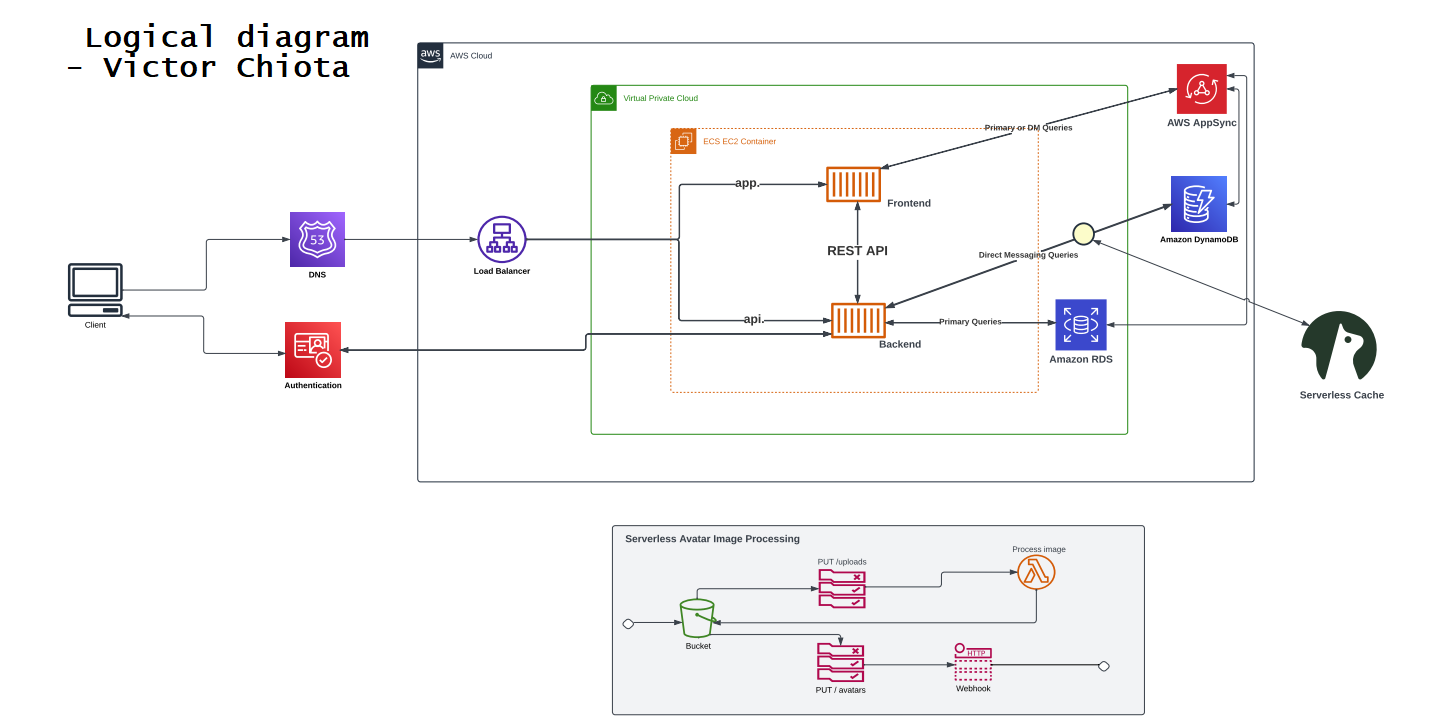 Logical diagram
- Victor Chiota
aws
AWS Cloud
Virtual Private Cloud
ECS EC2 Container
Primary or DM Queries
AWS AppSync
app.
Frontend
53
DNS
Load Balancer
REST API
Direct Messaging Queries
Amazon DynamoDB
Client
api.
Primary Queries
Backend
Amazon RDS
Authentication
Serverless Cache
Serverless Avatar Image Processing
PUT /uploads
Process image
Bucket
HTTP
PUT / avatars
Webhook